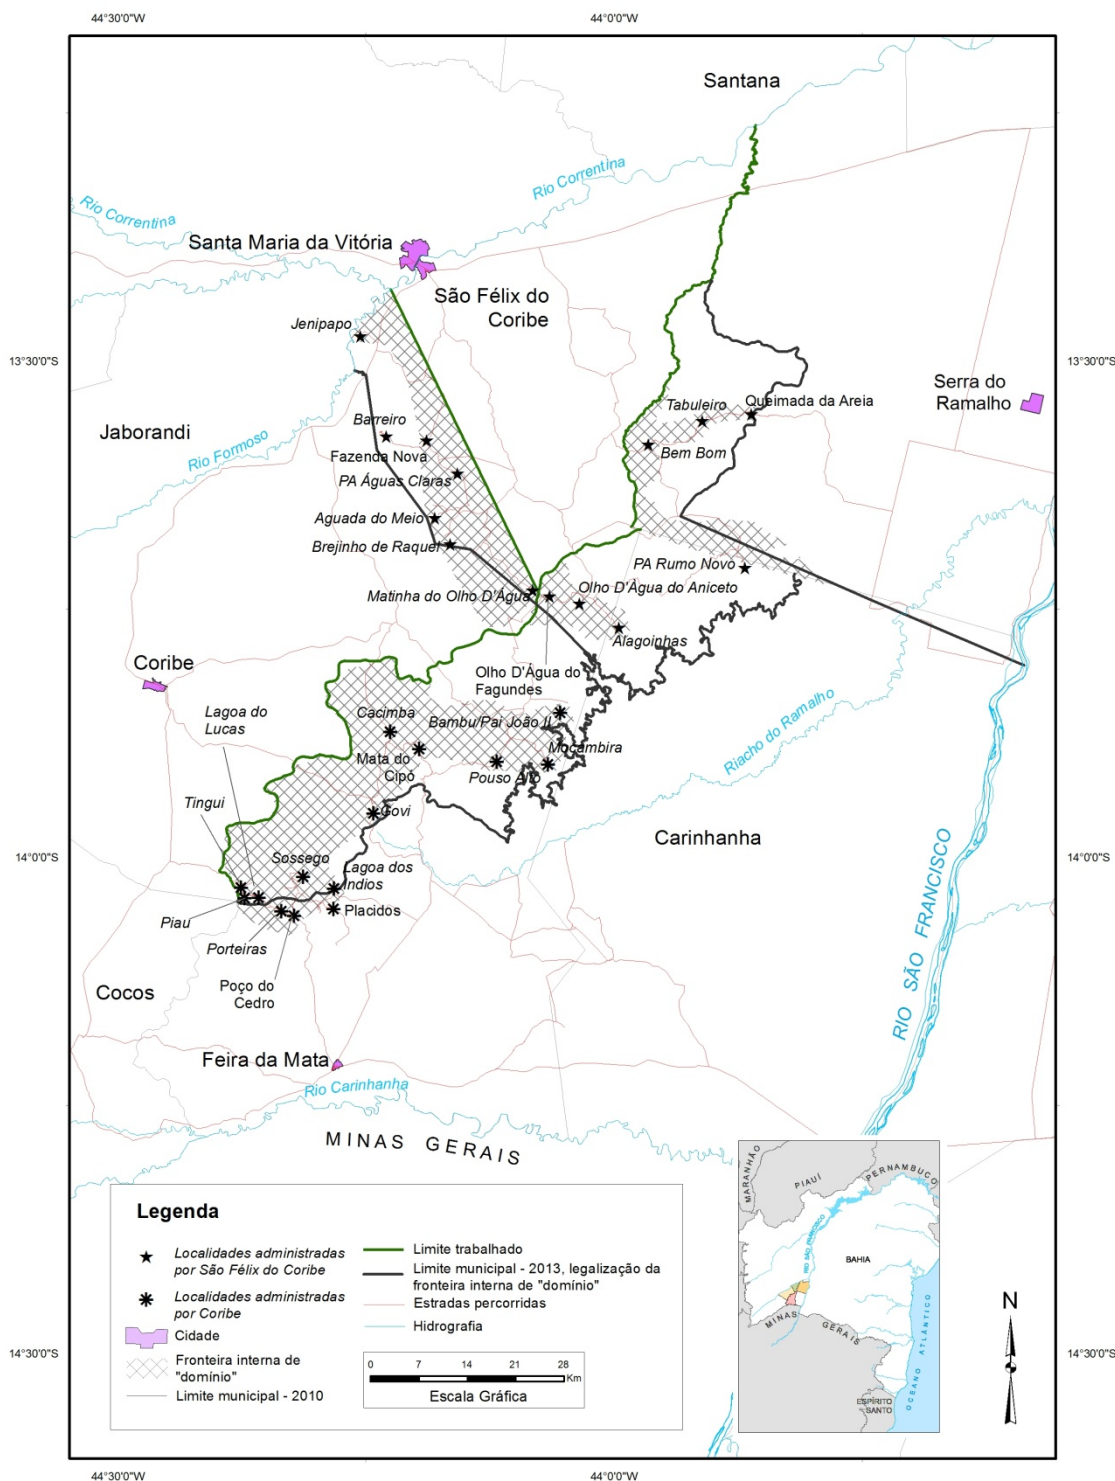 44°30'0"W
44°0'0"W
Santana
Rio Correntina
Rio Correntina
Santa Maria da Vitória
São Félix do
Coribe
Jenipapo
13°30'0"S
13°30'0"S
Serra do
Ramalho
Tabuleiro
Queimada da Areia
Barreiro
Jaborandi
Rio Formoso
Fazenda Nova
Bem Bom
PA Águas Claras
Aguada do Meio
Brejinho de Raquel
PA Rumo Novo
Matinha do Olho D'Água
Olho D'Água do Aniceto
Alagoinhas
Coribe
Olho D'Água do
Fagundes
Lagoa do
Lucas
Cacimba
Bambu/Pai João II
Riacho do Ramalho
Mata do
Cipó
Moçambira
Pouso Alto
Tingui
Govi
Carinhanha
14°0'0"S
14°0'0"S
Sossego
Lagoa dos
Indios
Piau
Placidos
Porteiras
RIO SÃO FRANCISCO
Poço do
Cedro
Cocos
Feira da Mata
Rio Carinhanha
MINAS GERAIS
Legenda
Localidades administradas
por São Félix do Coribe
Localidades administradas
por Coribe
Cidade
Fronteira interna de
"domínio"
Limite municipal - 2010
Limite trabalhado
Limite municipal - 2013, legalização da
fronteira interna de "domínio"
Estradas percorridas
Hidrografia
0 7 14 21 28
Km
Escala Gráfica
MARANHÃO
PIAUÍ
PERNAMBUCO
RIO SÃO FRANCISCO
BAHIA
MINAS GERAIS
OCEANO ATLÂNTICO
ESPÍRITO
SANTO
N
14°30'0"S
14°30'0"S
44°30'0"W
44°0'0"W